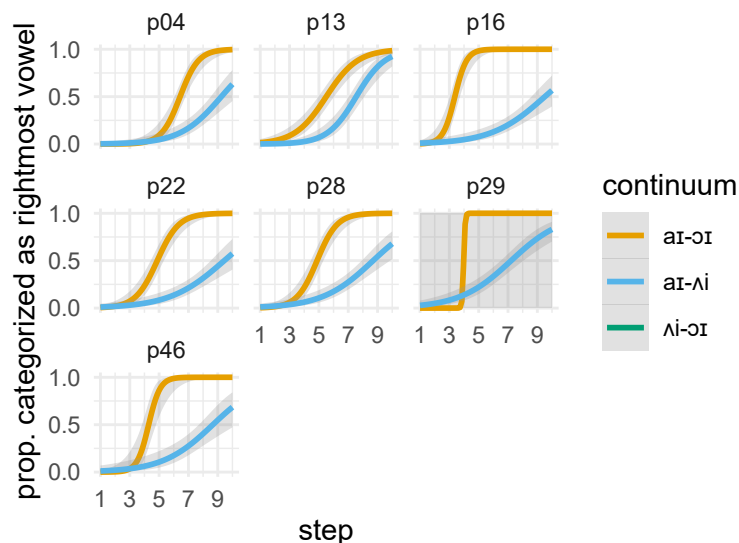 prop. categorized as rightmost vowel
p04 p13 p16
1.0
0.5
0.0
p22 p28 p29
1.0
0.5
0.0
1 3 5 7 9 1 3 5 7 9
p46
1.0
0.5
0.0
1 3 5 7 9
step
continuum
aɪ-ɔɪ
aɪ-ʌi
ʌi-ɔɪ